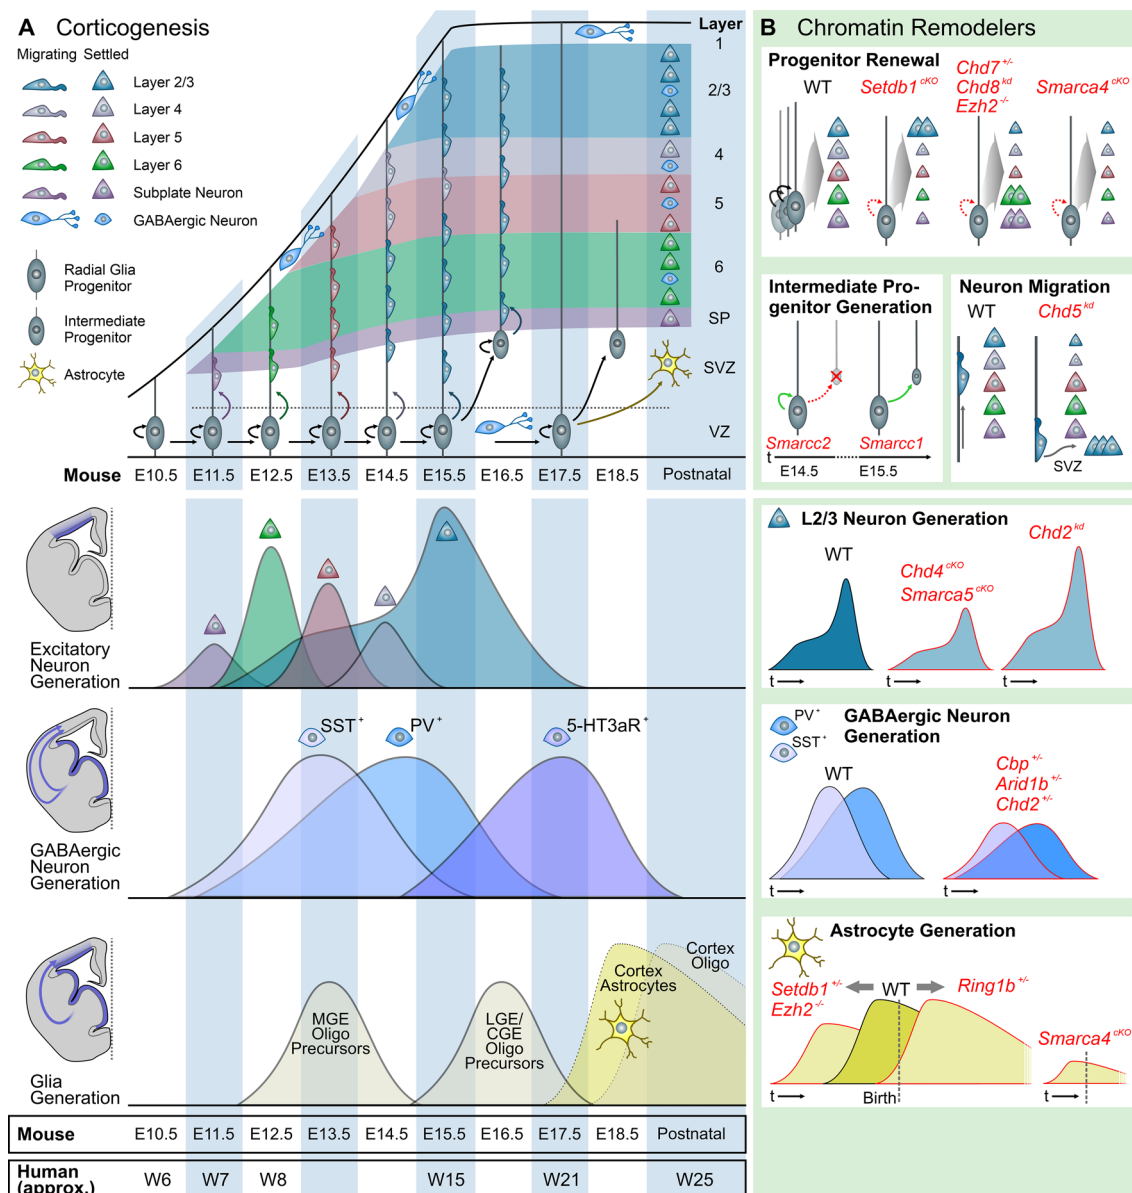 A Corticogenesis
Migrating Settled
Layer 2/3
Layer 4
Layer 5
Layer 6
Subplate Neuron
GABAergic Neuron
Radial Glia
Progenitor
Intermediate
Progenitor
Astrocyte
Layer
1
2/3
4
5
6
SP
SVZ
VZ
Mouse E10.5 E11.5 E12.5 E13.5 E14.5 E15.5 E16.5 E17.5 E18.5 Postnatal
Excitatory
Neuron
Generation
SST+ PV+ 5-HT3aR+
GABAergic
Neuron
Generation
MGE
Oligo
Precursors
LGE/
CGE
Oligo
Precursors
Cortex
Astrocytes
Cortex
Oligo
Glia
Generation
Mouse E10.5 E11.5 E12.5 E13.5 E14.5 E15.5 E16.5 E17.5 E18.5 Postnatal
Human
(approx.) W6 W7 W8 W15 W21 W25
B Chromatin Remodelers
Progenitor Renewal
WT
Setdb1cKO
Chd7+/-
Chd8kd
Ezh2-/-
Smarca4cKO
Intermediate Pro-
genitor Generation
Smarcc2 Smarcc1
t
E14.5 E15.5
Neuron Migration
WT Chd5kd
SVZ
L2/3 Neuron Generation
WT
Chd4cKO
Smarca5cKO
Chd2kd
t t t
PV+
SST+
GABAergic Neuron
Generation
WT
Cbp+/-
Arid1b+/-
Chd2+/-
t t
Astrocyte Generation
Setdb1+/-
Ezh2-/-
WT
Ring1b+/-
Smarca4cKO
t Birth t